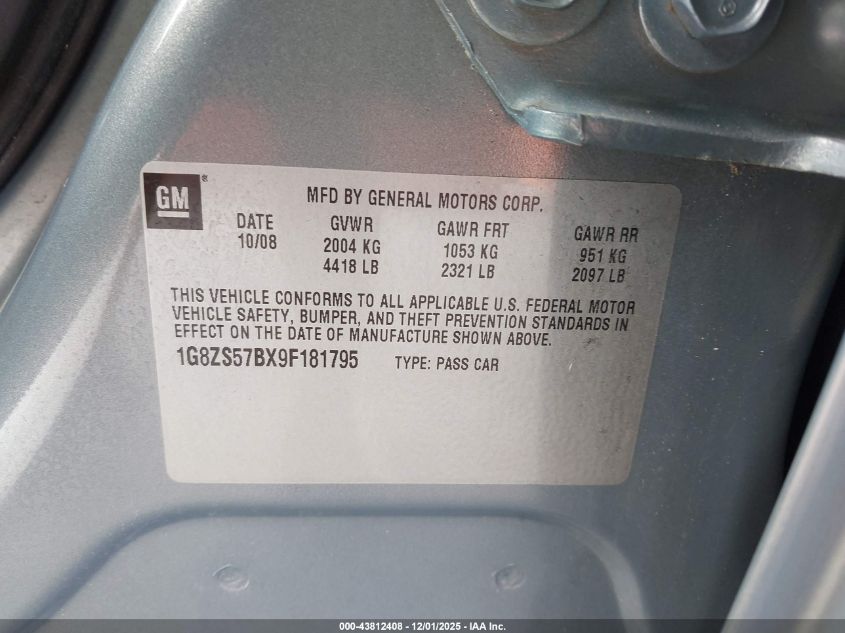 GM ®
MFD BY GENERAL MOTORS CORP.
DATE GVWR GAWR FRT GAWR RR
10/08 2004 KG 1053 KG 951 KG
4418 LB 2321 LB 2097 LB
THIS VEHICLE CONFORMS TO ALL APPLICABLE U.S. FEDERAL MOTOR
VEHICLE SAFETY, BUMPER, AND THEFT PREVENTION STANDARDS IN
EFFECT ON THE DATE OF MANUFACTURE SHOWN ABOVE.
1G8ZS57BX9F181795 TYPE: PASS CAR
000-43812408 - 12/01/2025 - IAA Inc.